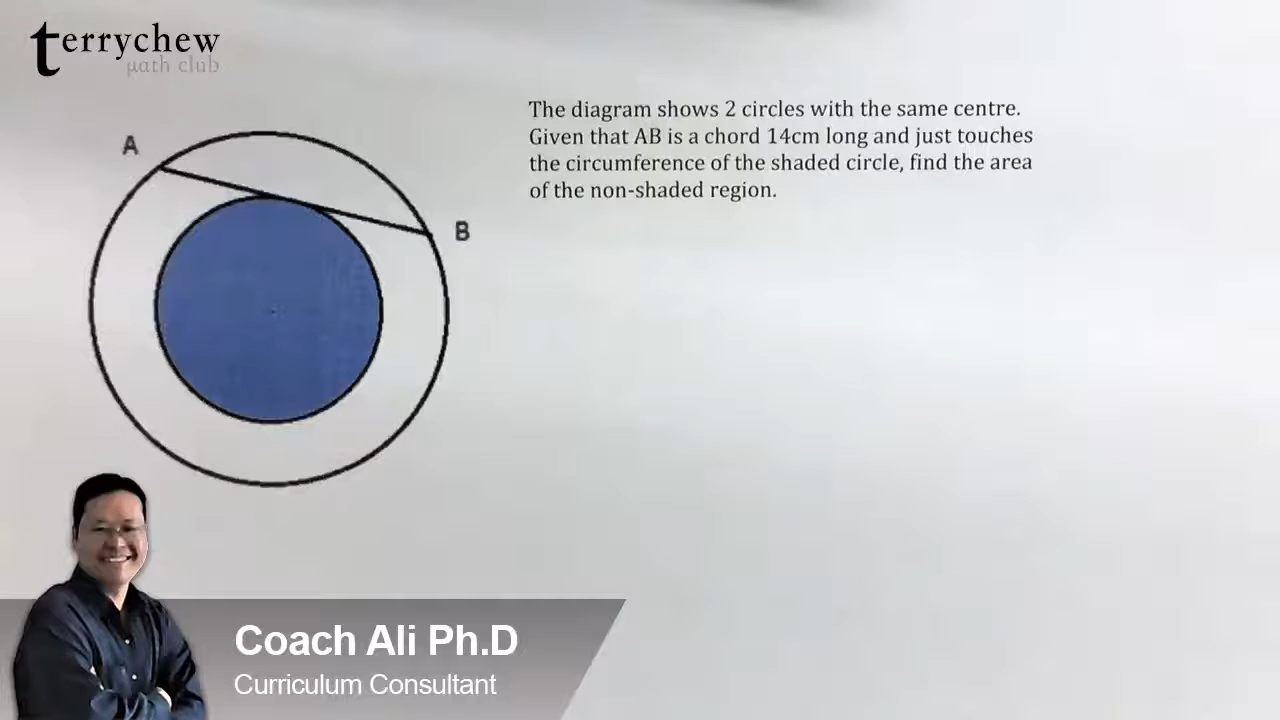 terrychew
µath club
The diagram shows 2 circles with the same centre.
Given that AB is a chord 14cm long and just touches
the circumference of the shaded circle, find the area
of the non-shaded region.
A
B
Coach Ali Ph.D
Curriculum Consultant